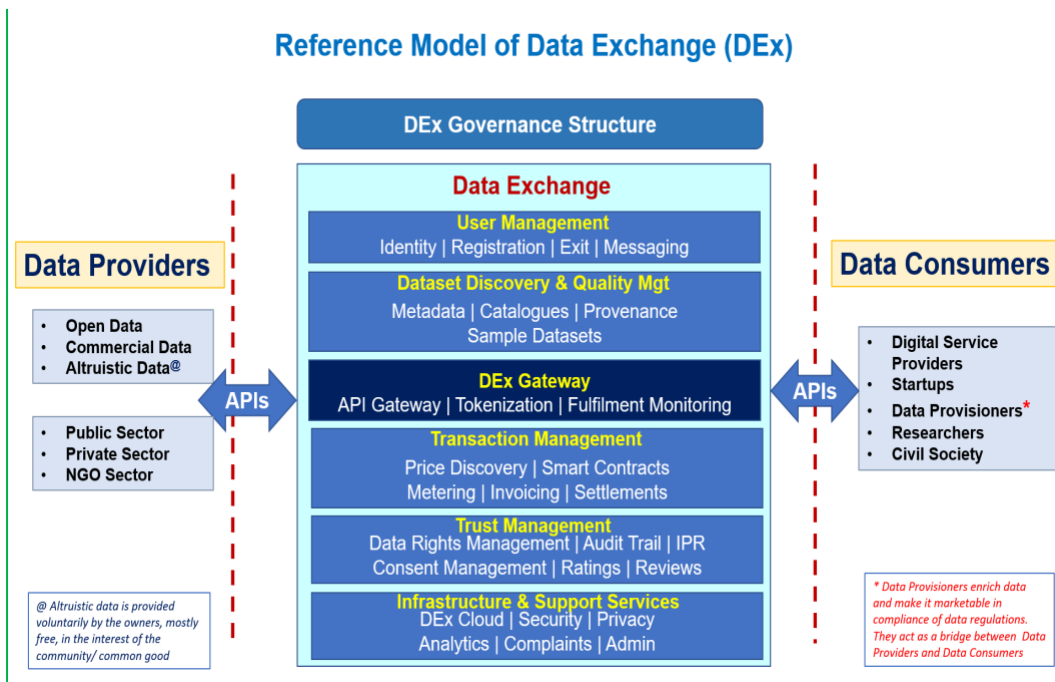 Reference Model of Data Exchange (DEx)
DEx Governance Structure
Data Providers
• Open Data
• Commercial Data
• Altruistic Data@
• Public Sector
• Private Sector
• NGO Sector
@ Altruistic data is provided
voluntarily by the owners, mostly
free, in the interest of the
community/ common good
APIs
Data Exchange
User Management
Identity | Registration | Exit | Messaging
Dataset Discovery & Quality Mgt
Metadata | Catalogues | Provenance
Sample Datasets
DEx Gateway
API Gateway | Tokenization | Fulfilment Monitoring
Transaction Management
Price Discovery | Smart Contracts
Metering | Invoicing | Settlements
Trust Management
Data Rights Management | Audit Trail | IPR
Consent Management | Ratings | Reviews
Infrastructure & Support Services
DEx Cloud | Security | Privacy
Analytics | Complaints | Admin
APIs
Data Consumers
• Digital Service
Providers
• Startups
• Data Provisioners*
• Researchers
• Civil Society
* Data Provisioners enrich data
and make it marketable in
compliance of data regulations.
They act as a bridge between Data
Providers and Data Consumers